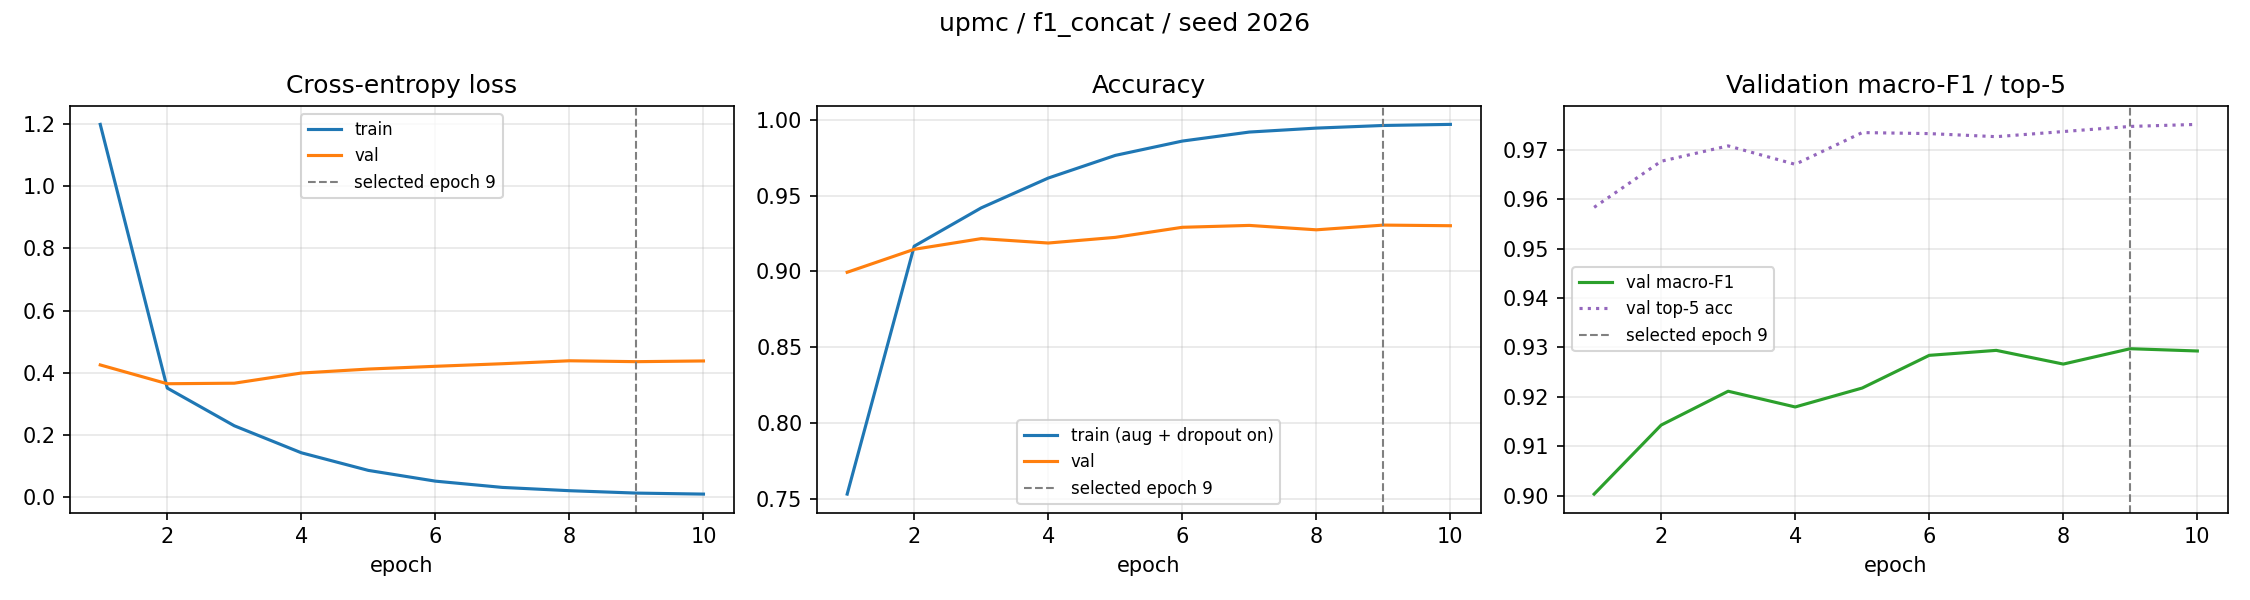 upmc / f1_concat / seed 2026
Cross-entropy loss
1.2
1.0
0.8
0.6
0.4
0.2
0.0
train
val
selected epoch 9
2
4
6
8
10
epoch
Accuracy
1.00
0.95
0.90
0.85
0.80
0.75
train (aug + dropout on)
val
selected epoch 9
2
4
6
8
10
epoch
Validation macro-F1 / top-5
0.97
0.96
0.95
0.94
0.93
0.92
0.91
0.90
val macro-F1
val top-5 acc
selected epoch 9
2
4
6
8
10
epoch